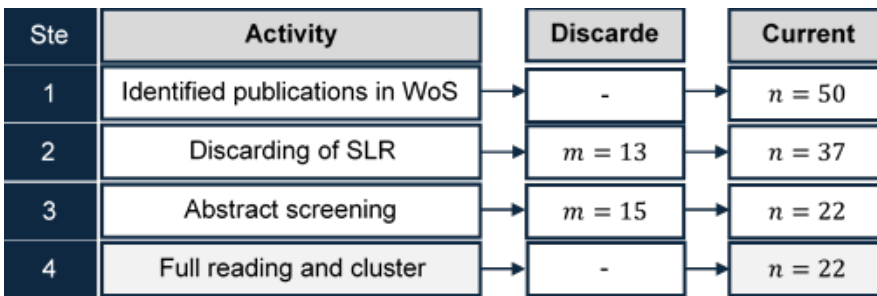 Ste Activity Discarde Current
1 Identified publications in WoS - n = 50
2 Discarding of SLR m = 13 n = 37
3 Abstract screening m = 15 n = 22
4 Full reading and cluster - n = 22